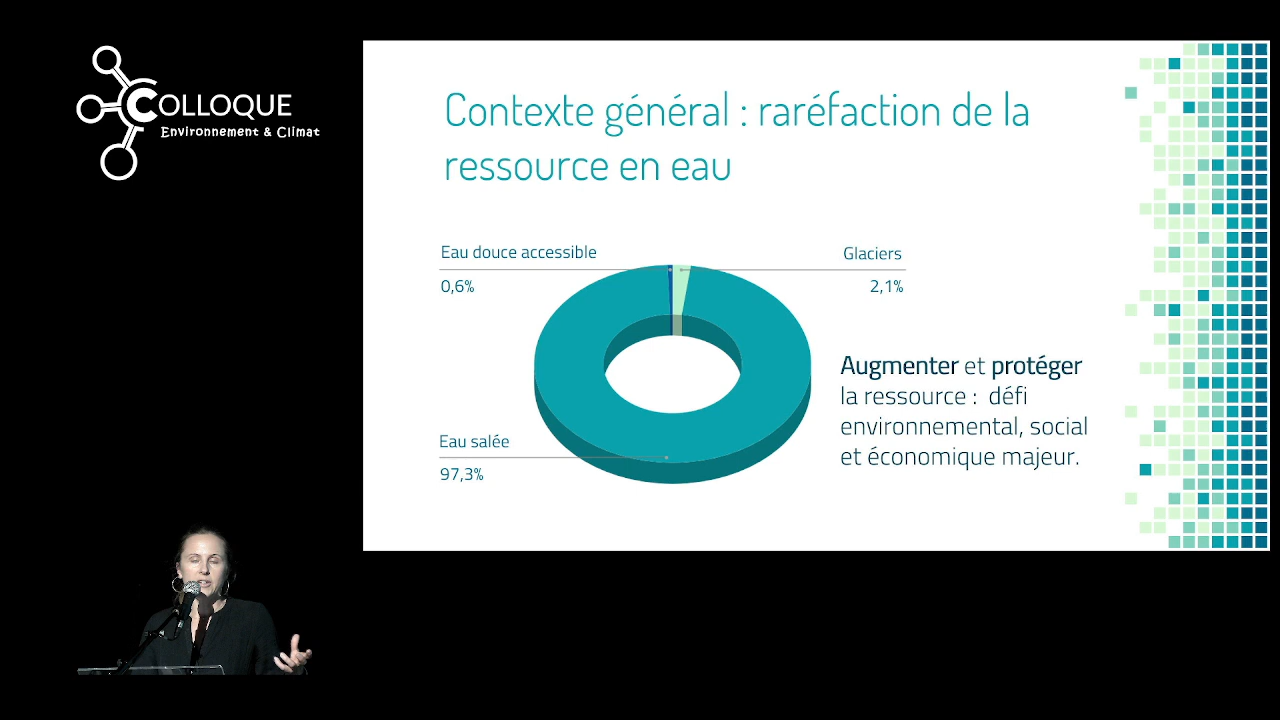 COLLOQUE
Environnement & Climat
Contexte général : raréfaction de la
ressource en eau
Eau douce accessible
0,6%
Glaciers
2,1%
Augmenter et protéger
la ressource : défi
environnemental, social
et économique majeur.
Eau salée
97,3%